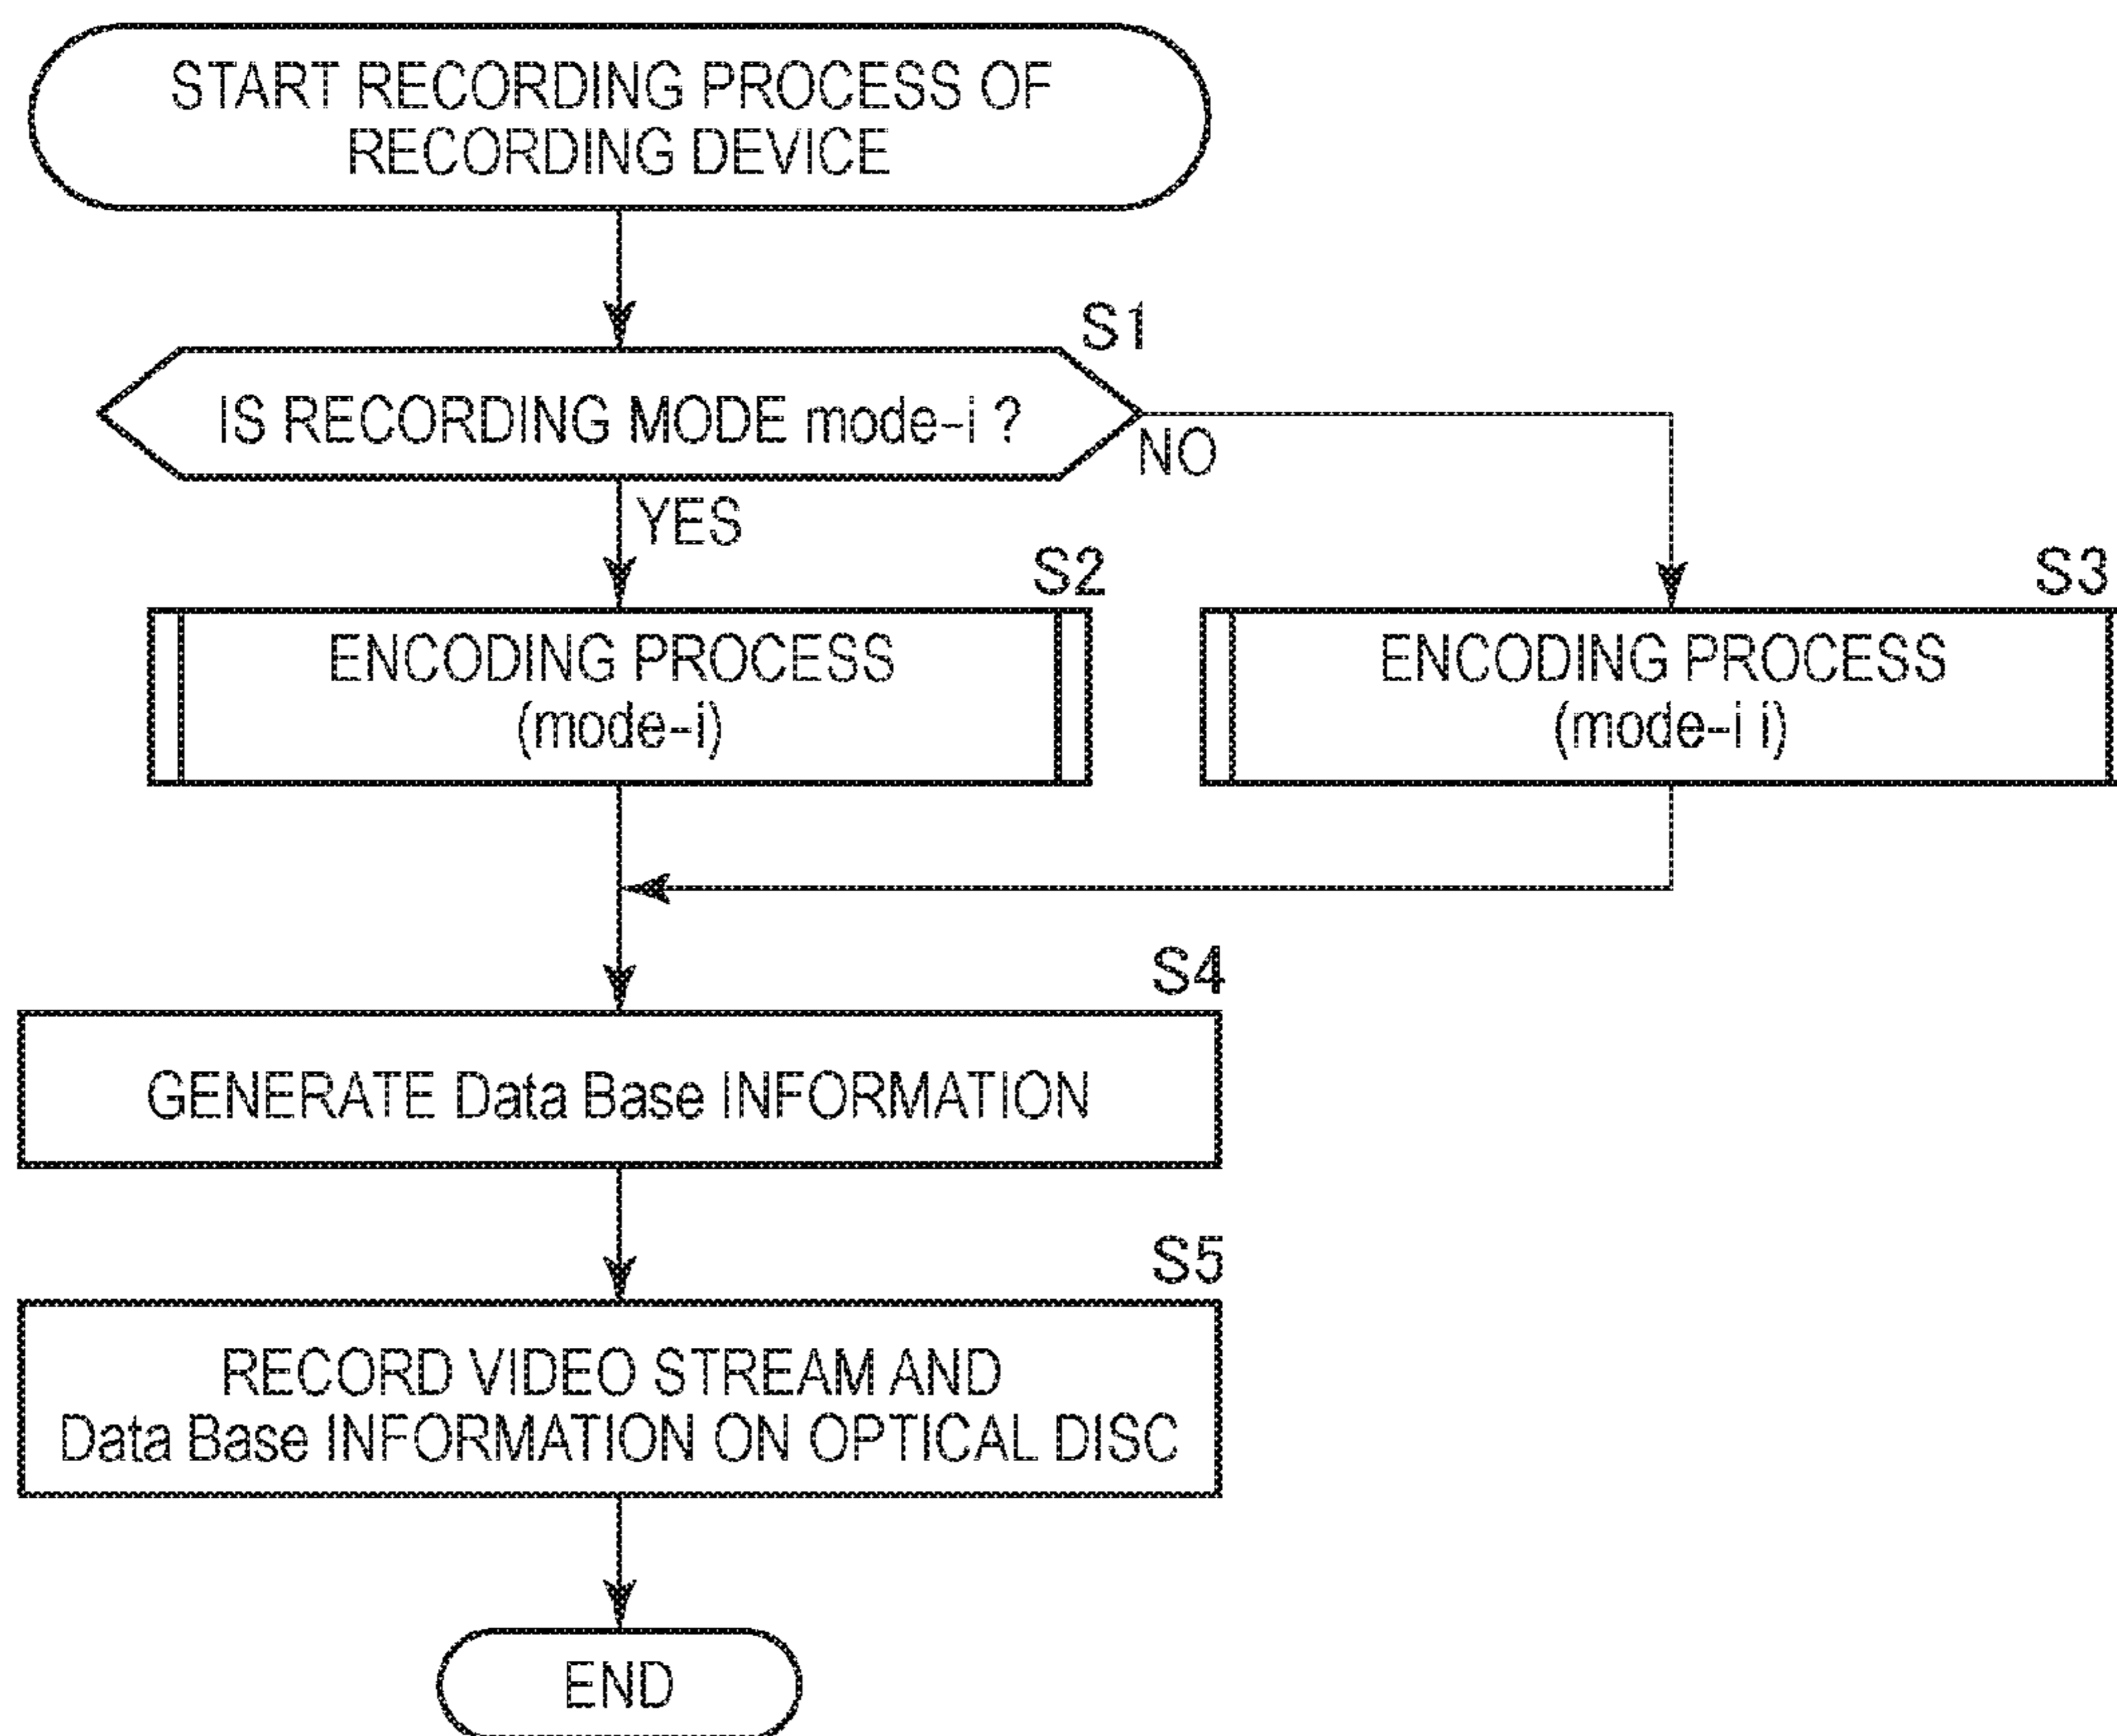 START RECORDING PROCESS OF
RECORDING DEVICE
S1
IS RECORDING MODE mode-i ?
NO
YES
S2
ENCODING PROCESS
(mode-i)
S3
ENCODING PROCESS
(mode-i i)
S4
GENERATE Data Base INFORMATION
S5
RECORD VIDEO STREAM AND
Data Base INFORMATION ON OPTICAL DISC
END